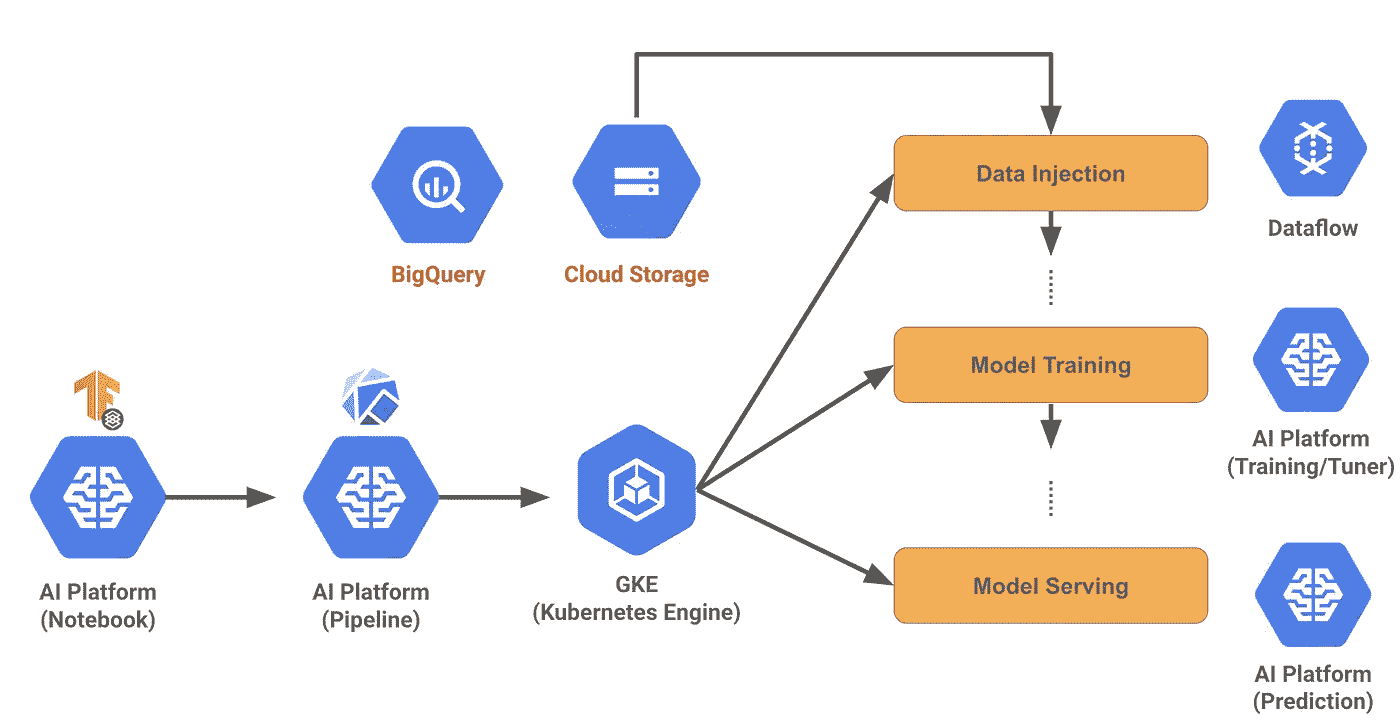 Data Injection
Dataflow
BigQuery
Cloud Storage
Model Training
AI Platform
(Training/Tuner)
AI Platform
(Notebook)
AI Platform
(Pipeline)
GKE
(Kubernetes Engine)
Model Serving
AI Platform
(Prediction)